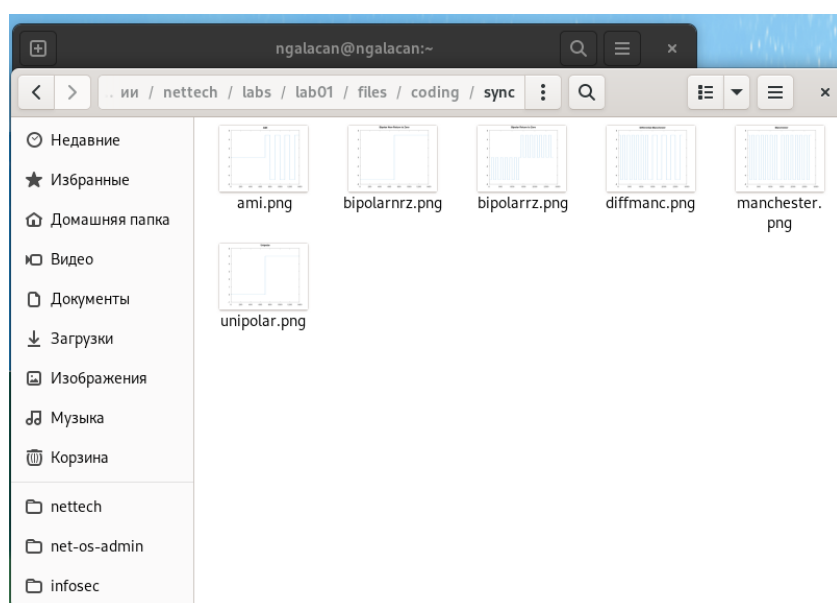 ngalacan@ngalacan:~
. ии / nettech / labs / lab01 / files / coding / sync
Недавние
Избранные
Домашняя папка
Видео
Документы
Загрузки
Изображения
Музыка
Корзина
nettech
net-os-admin
infosec
ami.png
bipolarnrz.png
bipolarrz.png
diffmanc.png
manchester.
png
unipolar.png